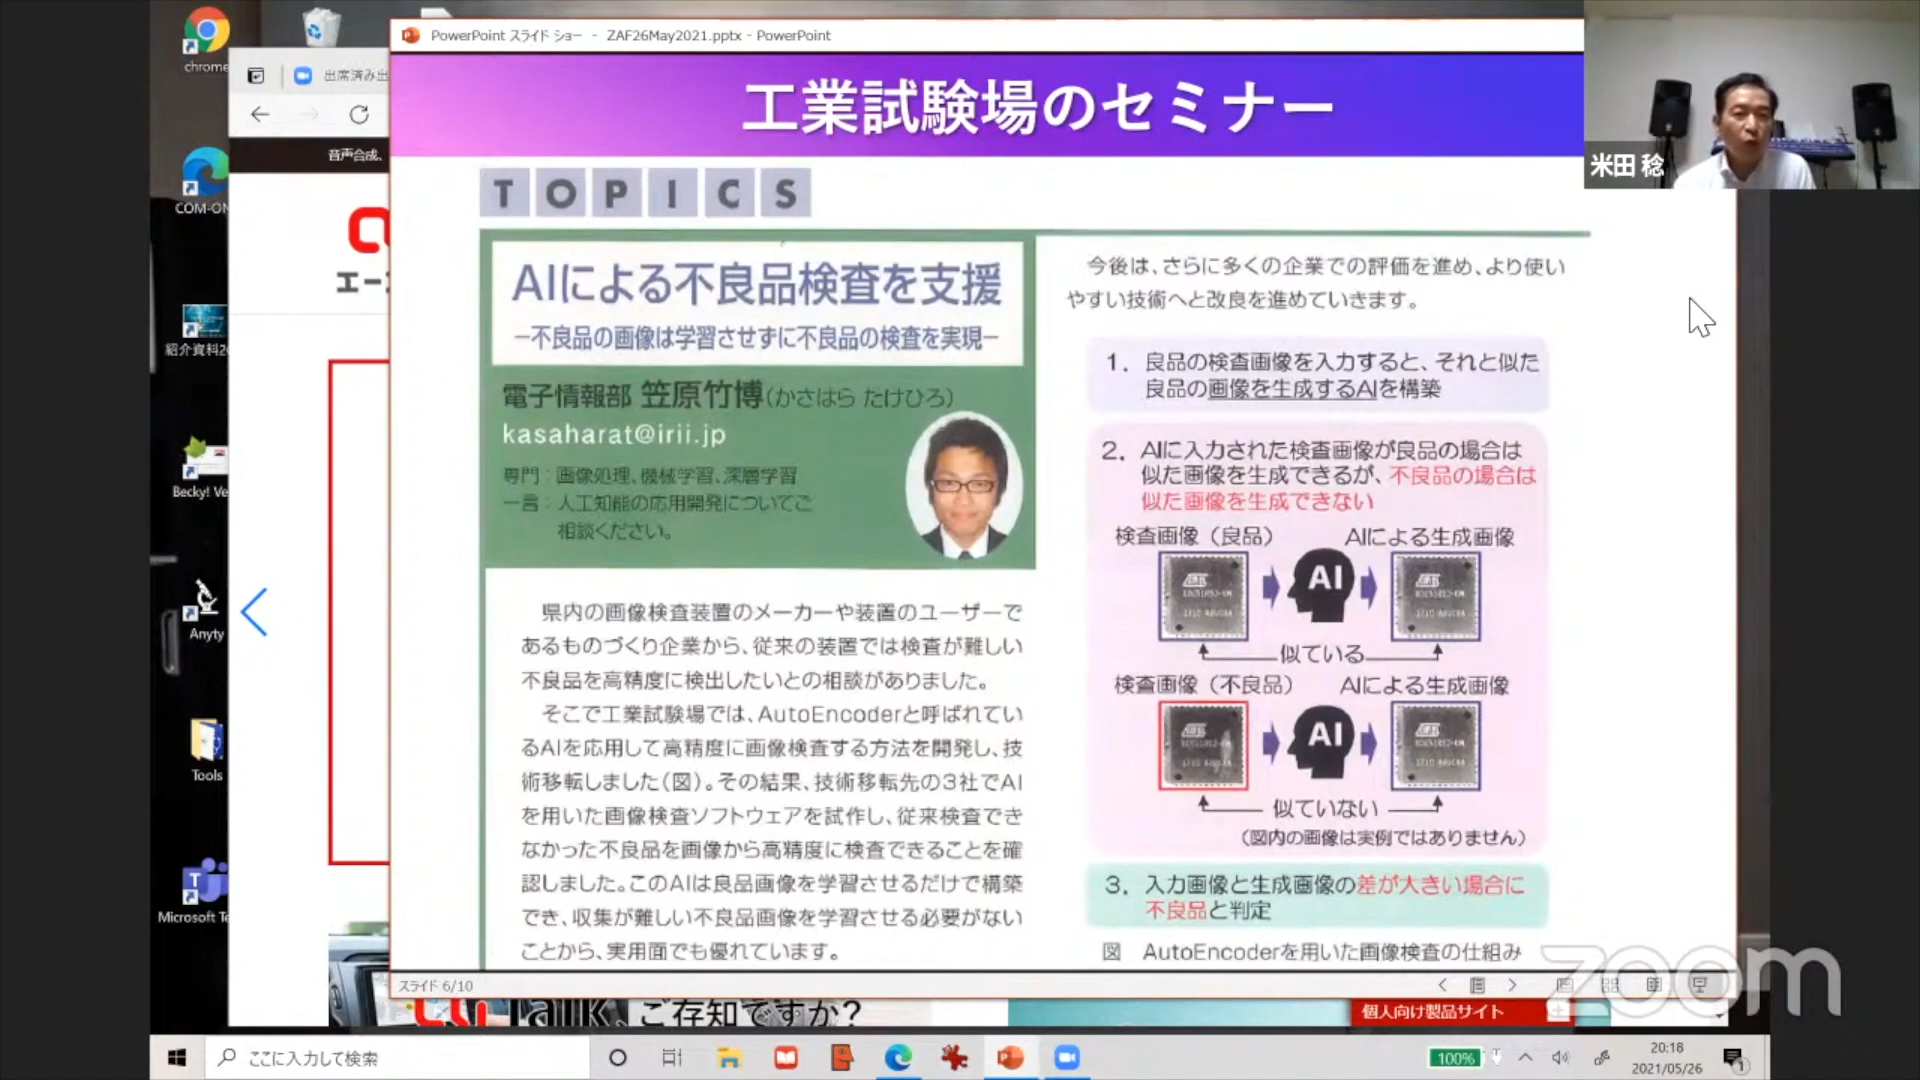 chrome
COM-ON
紹介資料20
Becky! Ve
Anyty
Tools
Microsoft Te
出席済み出
音声合成、
エー
PowerPoint スライド ショー - ZAF26May2021.pptx - PowerPoint
工業試験場のセミナー
米田 稔
TOPICS
AIによる不良品検査を支援
−不良品の画像は学習させずに不良品の検査を実現−
電子情報部 笠原竹博(かさはら たけひろ)
kasaharat@irii.jp
専門：画像処理、機械学習、深層学習
一言：人工知能の応用開発についてご
相談ください。
県内の画像検査装置のメーカーや装置のユーザーで
あるものづくり企業から、従来の装置では検査が難しい
不良品を高精度に検出したいとの相談がありました。
そこで工業試験場では、AutoEncoderと呼ばれてい
るAIを応用して高精度に画像検査する方法を開発し、技
術移転しました(図)。その結果、技術移転先の3社でAI
を用いた画像検査ソフトウェアを試作し、従来検査でき
なかった不良品を画像から高精度に検査できることを確
認しました。このAIは良品画像を学習させるだけで構築
でき、収集が難しい不良品画像を学習させる必要がない
ことから、実用面でも優れています。
今後は、さらに多くの企業での評価を進め、より使い
やすい技術へと改良を進めていきます。
1. 良品の検査画像を入力すると、それと似た
良品の画像を生成するAIを構築
2. AIに入力された検査画像が良品の場合は
似た画像を生成できるが、不良品の場合は
似た画像を生成できない
検査画像（良品） AIによる生成画像
AI
似ている
検査画像（不良品） AIによる生成画像
AI
似ていない
（図内の画像は実例ではありません）
3. 入力画像と生成画像の差が大きい場合に
不良品と判定
図 AutoEncoderを用いた画像検査の仕組み
スライド 6/10
zoom
Talk、ご存知ですか?
個人向け製品サイト
ここに入力して検索
100%
20:18
2021/05/26
1